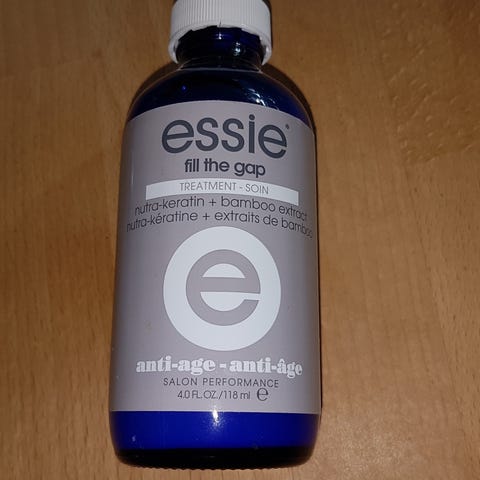 essie®
fill the gap
TREATMENT - SOIN
nutra-keratin + bamboo extract
nutra-kératine + extraits de bamboo
e
anti-age - anti-âge
SALON PERFORMANCE
4.0 FL.OZ./118 ml ℮